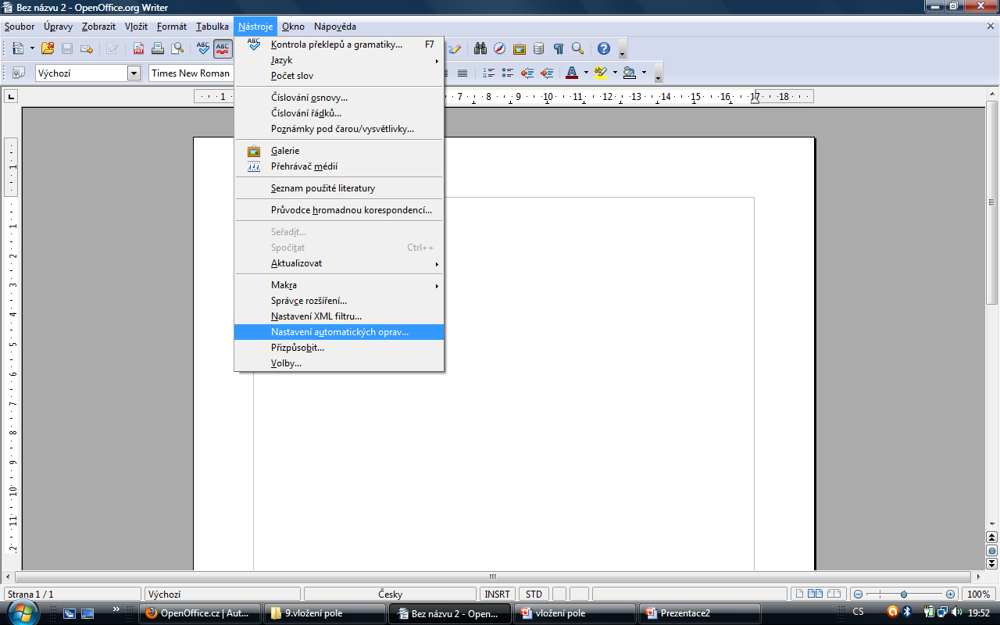 Bez názvu 2 - OpenOffice.org Writer
Soubor Úpravy Zobrazit Vložit Formát Tabulka Nástroje Okno Nápověda
ABC ABC
Výchozí Times New Roman
ABC Kontrola překlepů a gramatiky... F7
Jazyk
Počet slov
Číslování osnovy...
Číslování řádků...
Poznámky pod čarou/vysvětlivky...
Galerie
Přehrávač médií
Seznam použité literatury
Průvodce hromadnou korespondencí...
Seřadit...
Spočítat Ctrl++
Aktualizovat
Makra
Správce rozšíření...
Nastavení XML filtru...
Nastavení automatických oprav...
Přizpůsobit...
Volby...
1 7 8 9 10 11 12 13 14 15 16 17 18
1
1
2
3
4
5
6
7
8
9
10
11
Strana 1 / 1 Výchozí Česky INSRT STD 100%
OpenOffice.cz | Aut... 9.vložení pole Bez názvu 2 - Open... vložení pole Prezentace2 CS 19:52